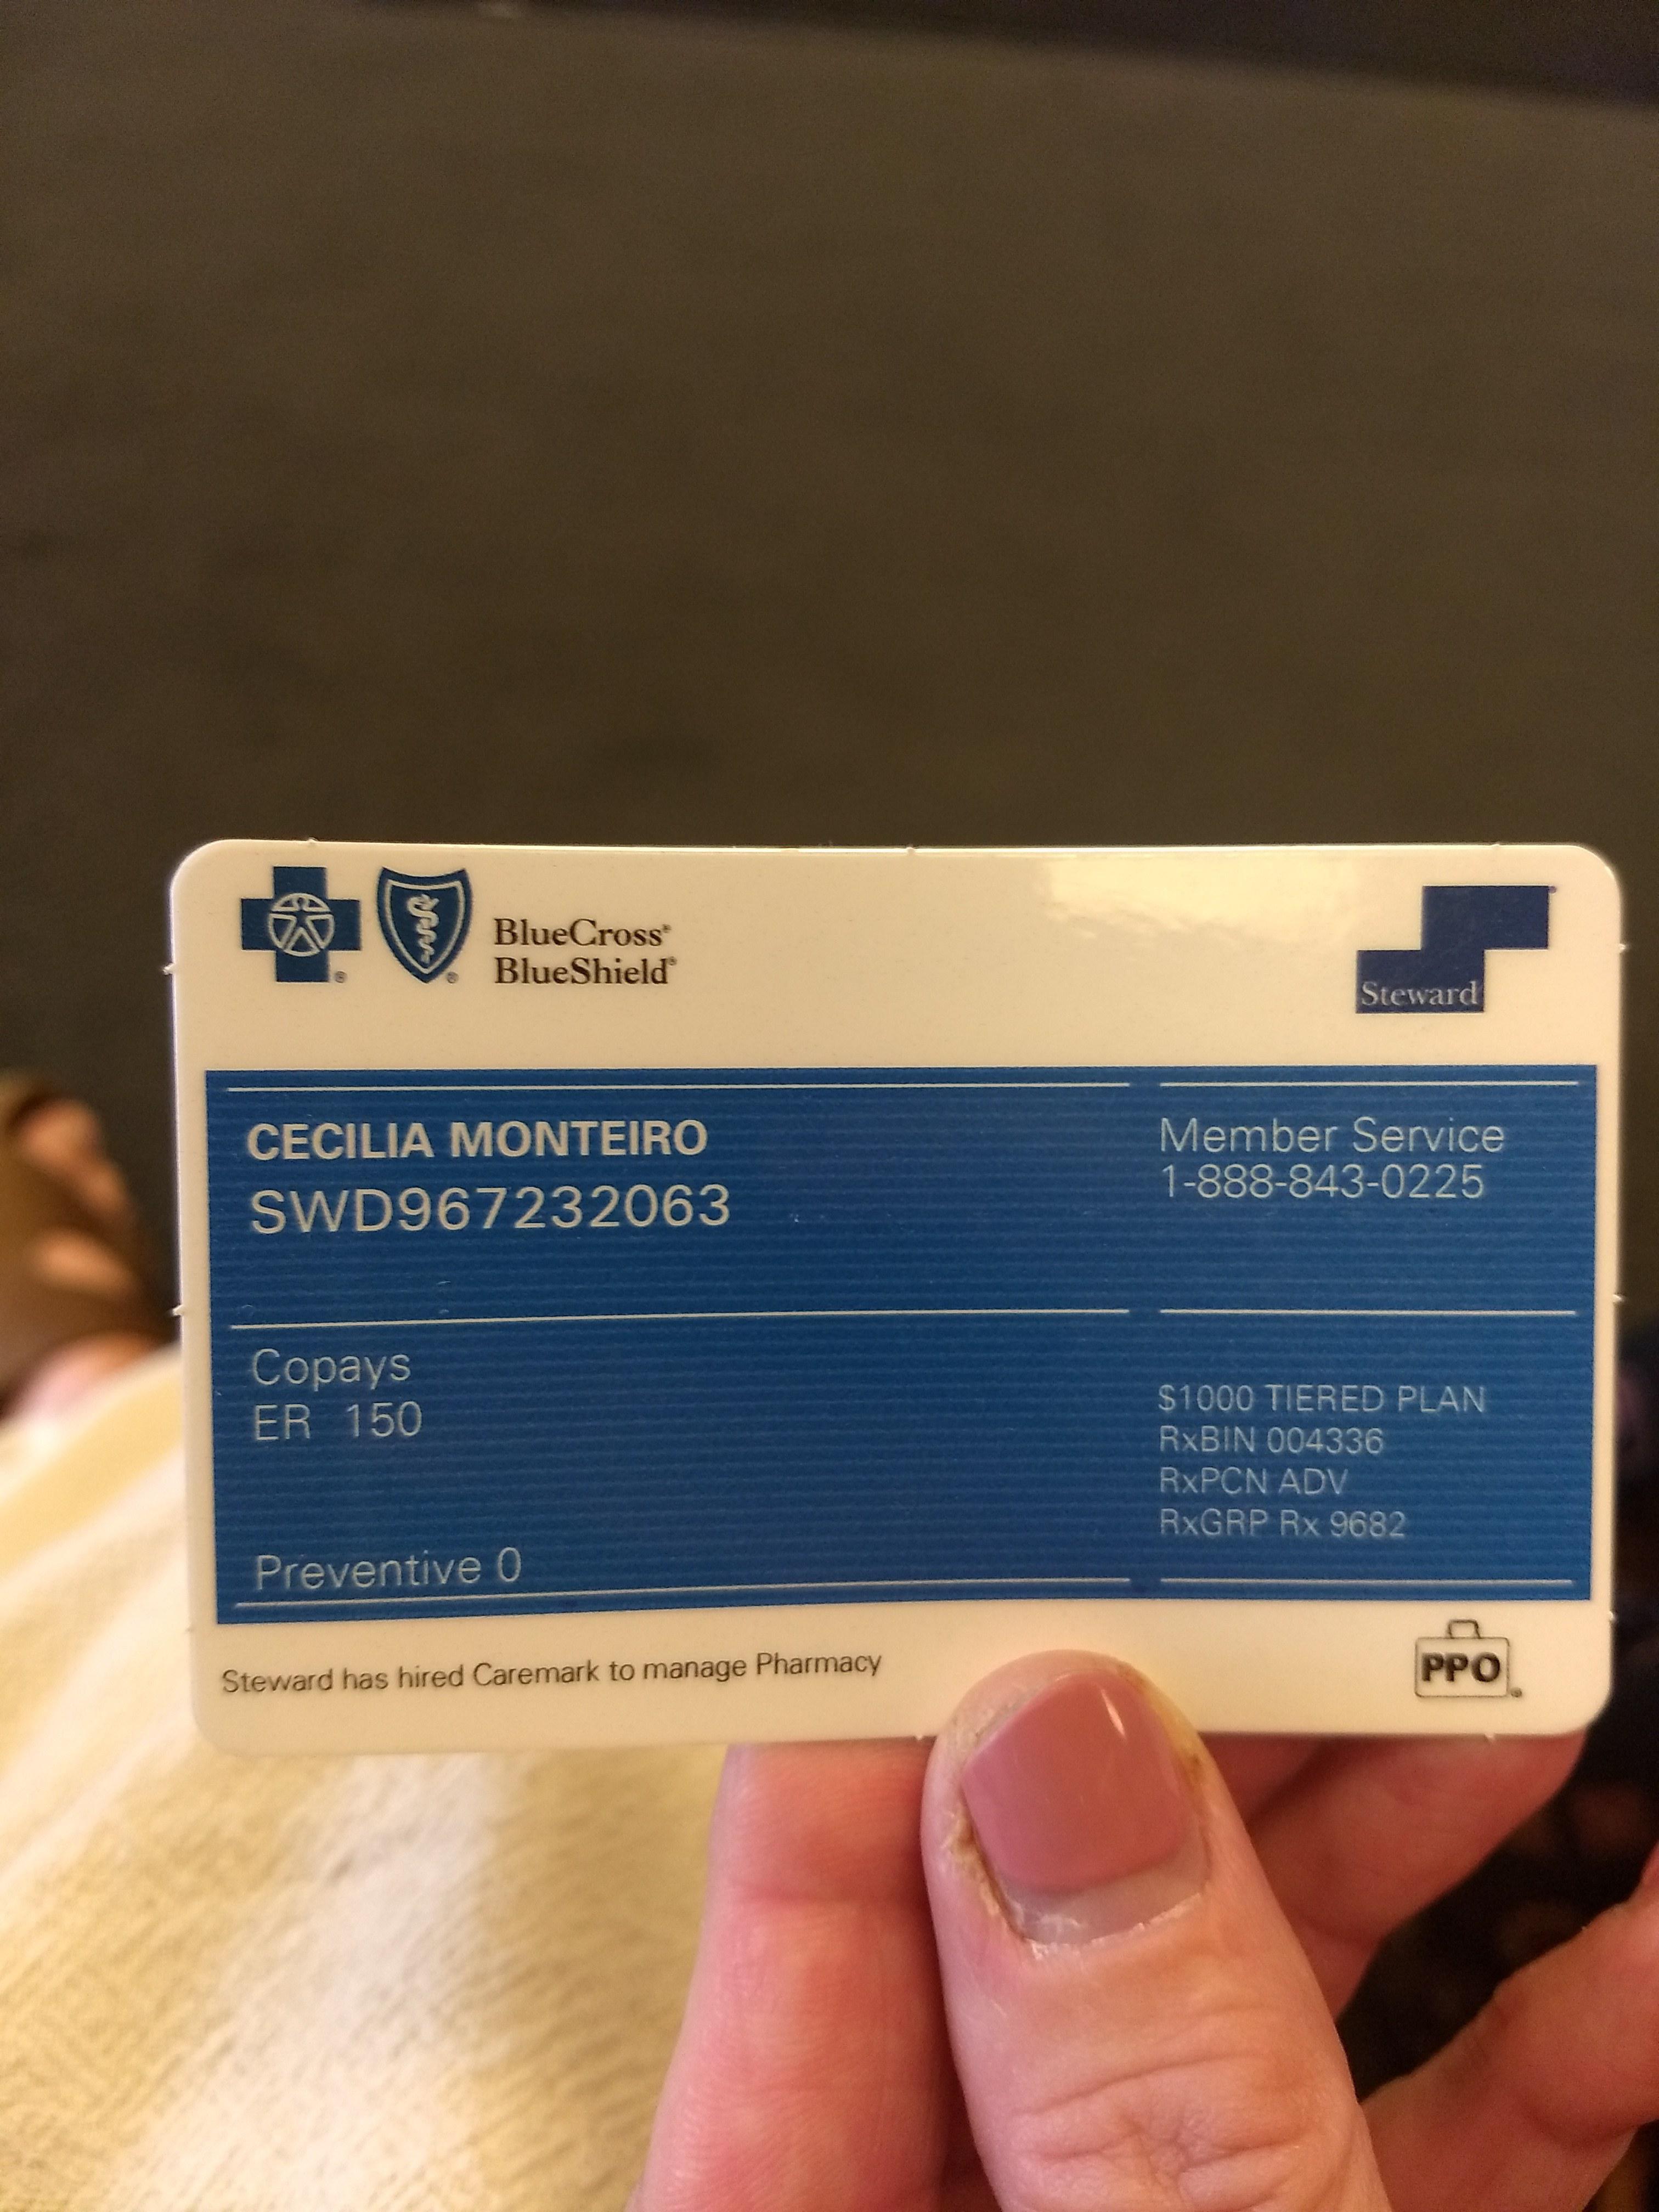 BlueCross®
BlueShield®
Steward
CECILIA MONTEIRO
SWD967232063
Member Service
1-888-843-0225
Copays
ER 150
Preventive 0
$1000 TIERED PLAN
RxBIN 004336
RxPCN ADV
RxGRP Rx 9682
Steward has hired Caremark to manage Pharmacy
PPO®